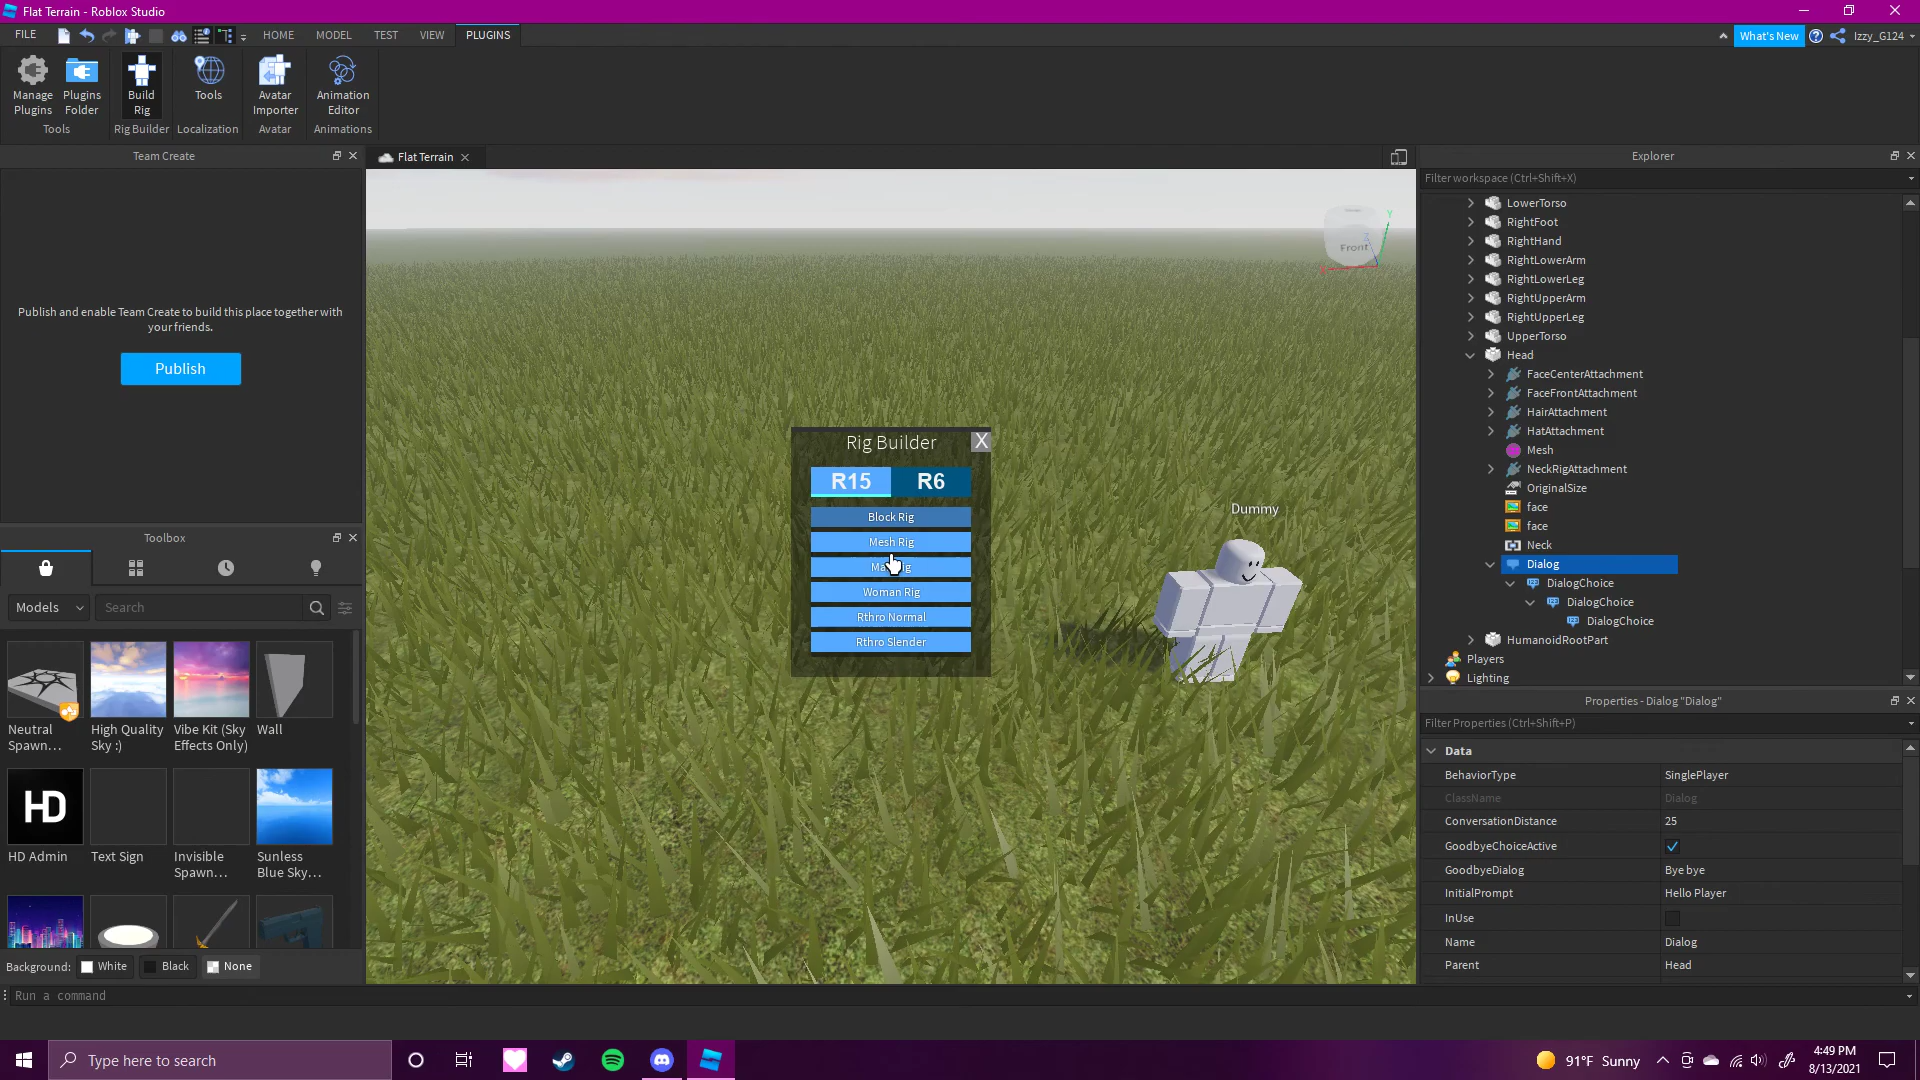 Flat Terrain - Roblox Studio
FILE
HOME
MODEL
TEST
VIEW
PLUGINS
What's New
Izzy_G124
Manage
Plugins
Plugins
Folder
Build
Rig
Tools
Avatar
Importer
Animation
Editor
Tools
Rig Builder
Localization
Avatar
Animations
Team Create
Publish and enable Team Create to build this place together with
your friends.
Publish
Toolbox
Models
Search
Neutral
Spawn...
High Quality
Sky :)
Vibe Kit (Sky
Effects Only)
Wall
HD
HD Admin
Text Sign
Invisible
Spawn...
Sunless
Blue Sky...
Background:
White
Black
None
Run a command
Flat Terrain
Front
Y
Rig Builder
X
R15
R6
Block Rig
Mesh Rig
Woman Rig
Rthro Normal
Rthro Slender
Dummy
Explorer
Filter workspace (Ctrl+Shift+X)
LowerTorso
RightFoot
RightHand
RightLowerArm
RightLowerLeg
RightUpperArm
RightUpperLeg
UpperTorso
Head
FaceCenterAttachment
FaceFrontAttachment
HairAttachment
HatAttachment
Mesh
NeckRigAttachment
OriginalSize
face
face
Neck
Dialog
DialogChoice
DialogChoice
DialogChoice
HumanoidRootPart
Players
Lighting
Properties - Dialog "Dialog"
Filter Properties (Ctrl+Shift+P)
Data
BehaviorType SinglePlayer
ClassName Dialog
ConversationDistance 25
GoodbyeChoiceActive
GoodbyeDialog Bye bye
InitialPrompt Hello Player
InUse
Name Dialog
Parent Head
Type here to search
91°F Sunny
4:49 PM
8/13/2021